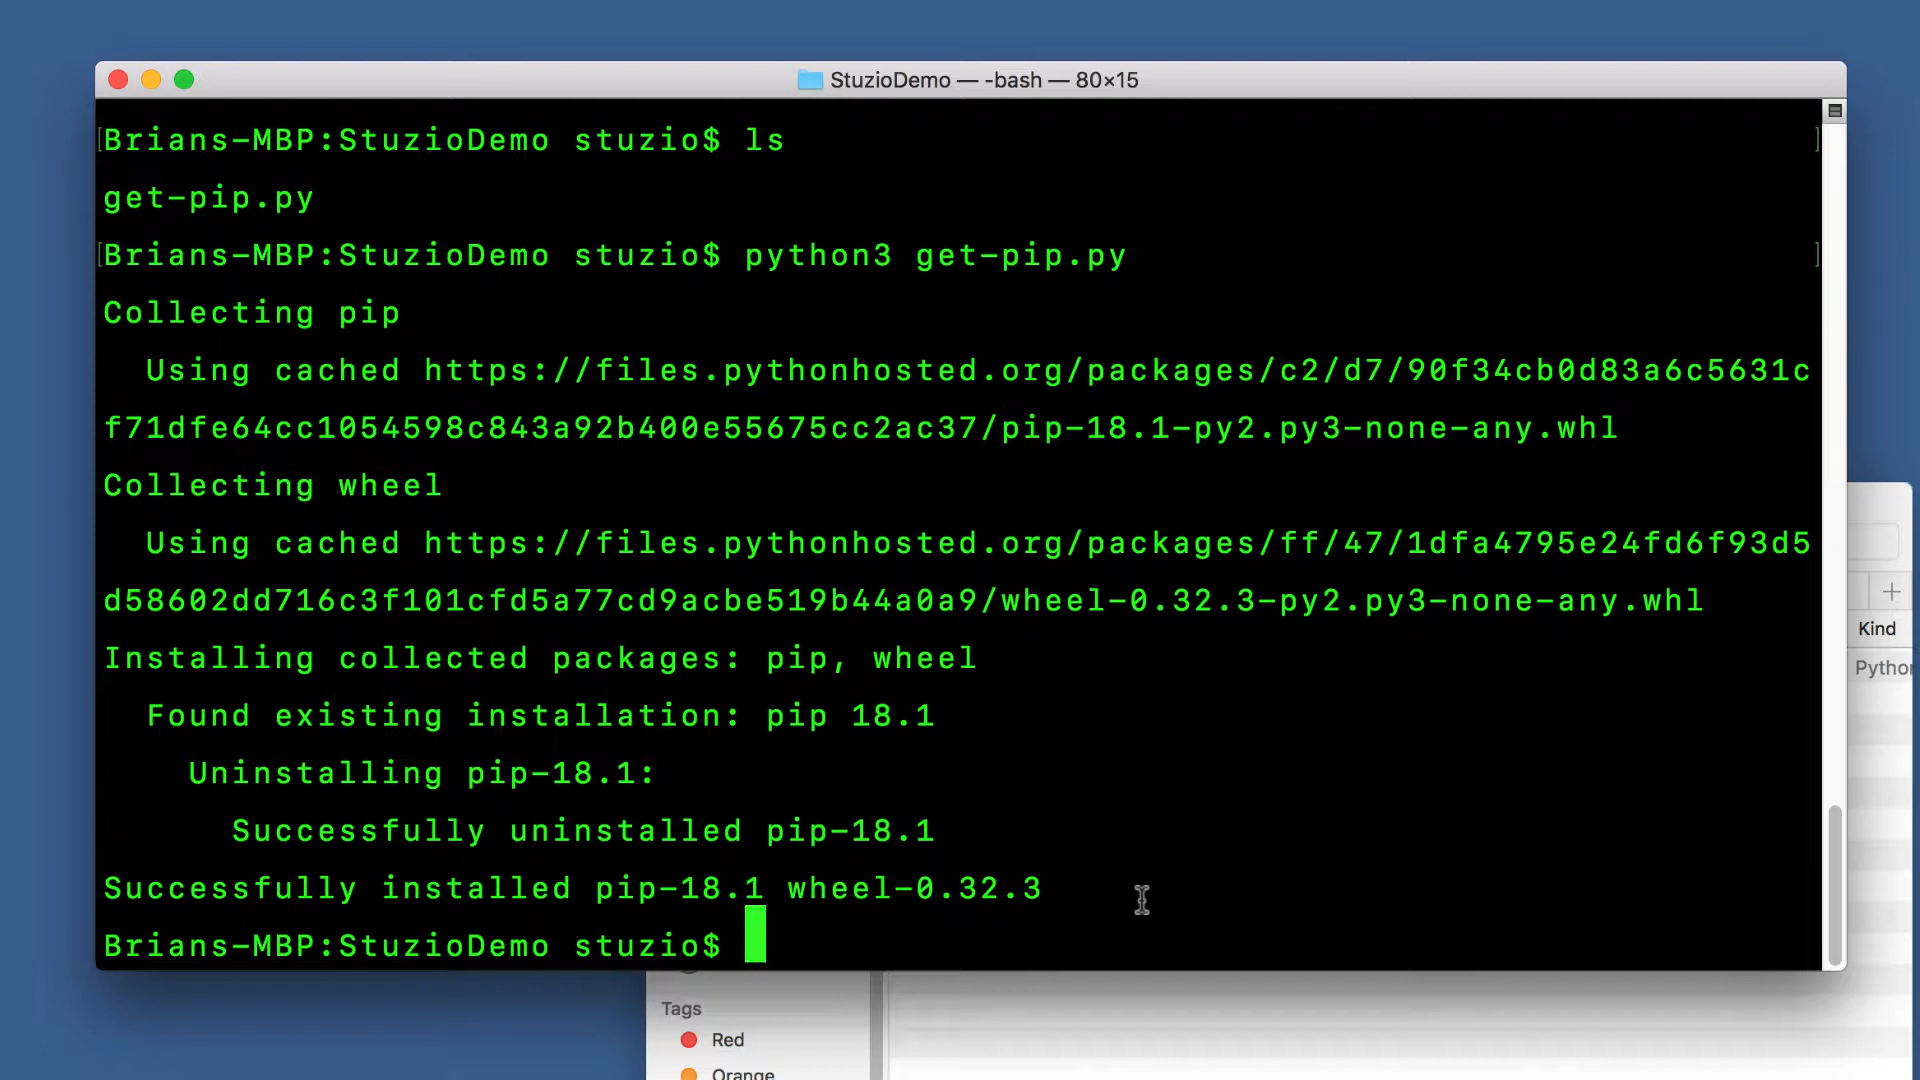 StuzioDemo — -bash — 80×15
Brians-MBP:StuzioDemo stuzio$ ls
get-pip.py
Brians-MBP:StuzioDemo stuzio$ python3 get-pip.py
Collecting pip
Using cached https://files.pythonhosted.org/packages/c2/d7/90f34cb0d83a6c5631c
f71dfe64cc1054598c843a92b400e55675cc2ac37/pip-18.1-py2.py3-none-any.whl
Collecting wheel
Using cached https://files.pythonhosted.org/packages/ff/47/1dfa4795e24fd6f93d5
d58602dd716c3f101cfd5a77cd9acbe519b44a0a9/wheel-0.32.3-py2.py3-none-any.whl
Installing collected packages: pip, wheel
Found existing installation: pip 18.1
Uninstalling pip-18.1:
Successfully uninstalled pip-18.1
Successfully installed pip-18.1 wheel-0.32.3
Brians-MBP:StuzioDemo stuzio$
Kind
Tags
Red
Orange